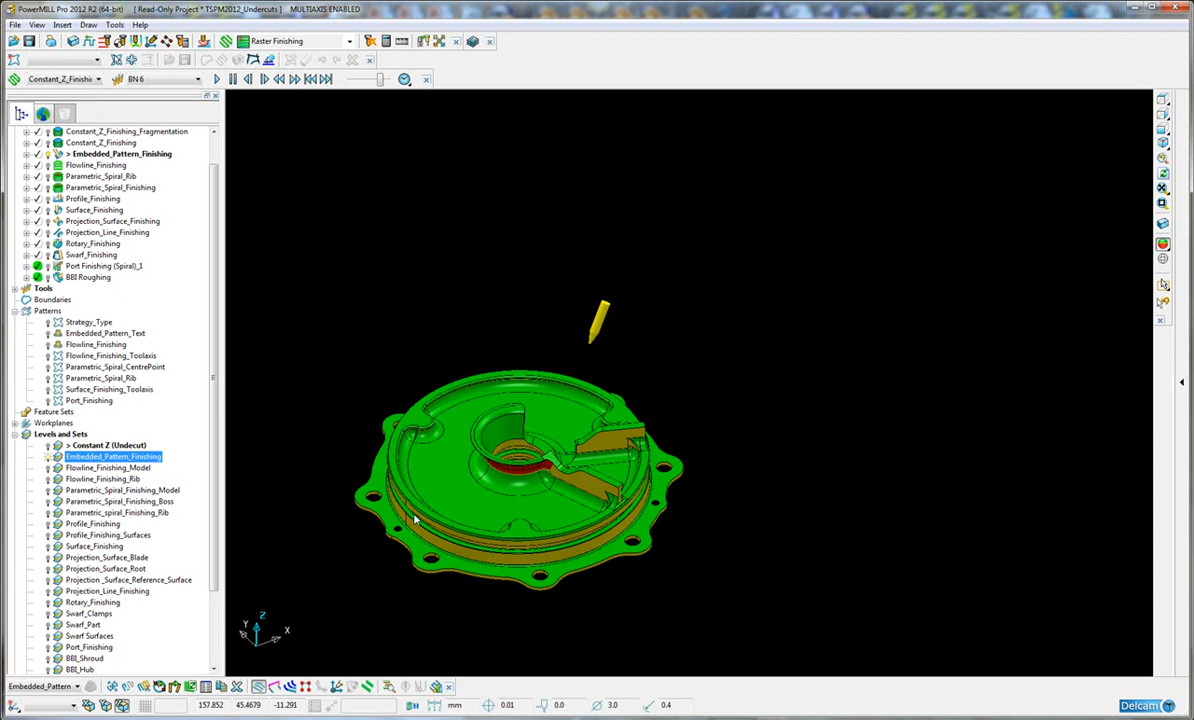 PowerMILL Pro 2012 R2 (64-bit) [ Read-Only Project * TSPM2012_Undercuts ] MULTIAXIS ENABLED
File View Insert Draw Tools Help
Raster Finishing
Constant_Z_Finishi BN 6
Constant_Z_Finishing_Fragmentation
Constant_Z_Finishing
> Embedded_Pattern_Finishing
Flowline_Finishing
Parametric_Spiral_Rib
Parametric_Spiral_Finishing
Profile_Finishing
Surface_Finishing
Projection_Surface_Finishing
Projection_Line_Finishing
Rotary_Finishing
Swarf_Finishing
Port Finishing (Spiral)_1
BBI Roughing
Tools
Boundaries
Patterns
Strategy_Type
Embedded_Pattern_Text
Flowline_Finishing
Flowline_Finishing_Toolaxis
Parametric_Spiral_CentrePoint
Parametric_Spiral_Rib
Surface_Finishing_Toolaxis
Port_Finishing
Feature Sets
Workplanes
Levels and Sets
> Constant Z (Undecut)
Embedded_Pattern_Finishing
Flowline_Finishing_Model
Flowline_Finishing_Rib
Parametric_Spiral_Finishing_Model
Parametric_Spiral_Finishing_Boss
Parametric_spiral_Finishing_Rib
Profile_Finishing
Profile_Finishing_Surfaces
Surface_Finishing
Projection_Surface_Blade
Projection_Surface_Root
Projection _Surface_Reference_Surface
Projection_Line_Finishing
Rotary_Finishing
Swarf_Clamps
Swarf_Part
Swarf Surfaces
Port_Finishing
BBI_Shroud
BBI_Hub
Z
Y X
Embedded_Pattern
157.852 45.4679 -11.291 mm 0.01 0.0 3.0 0.4 Delcam